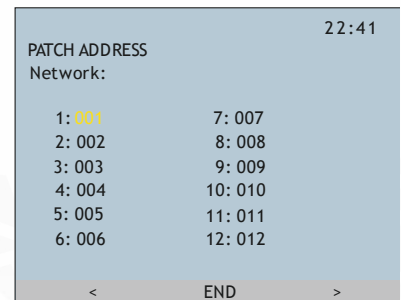 22:41
PATCH ADDRESS
Network:
1: 001 7: 007
2: 002 8: 008
3: 003 9: 009
4: 004 10: 010
5: 005 11: 011
6: 006 12: 012
< END >